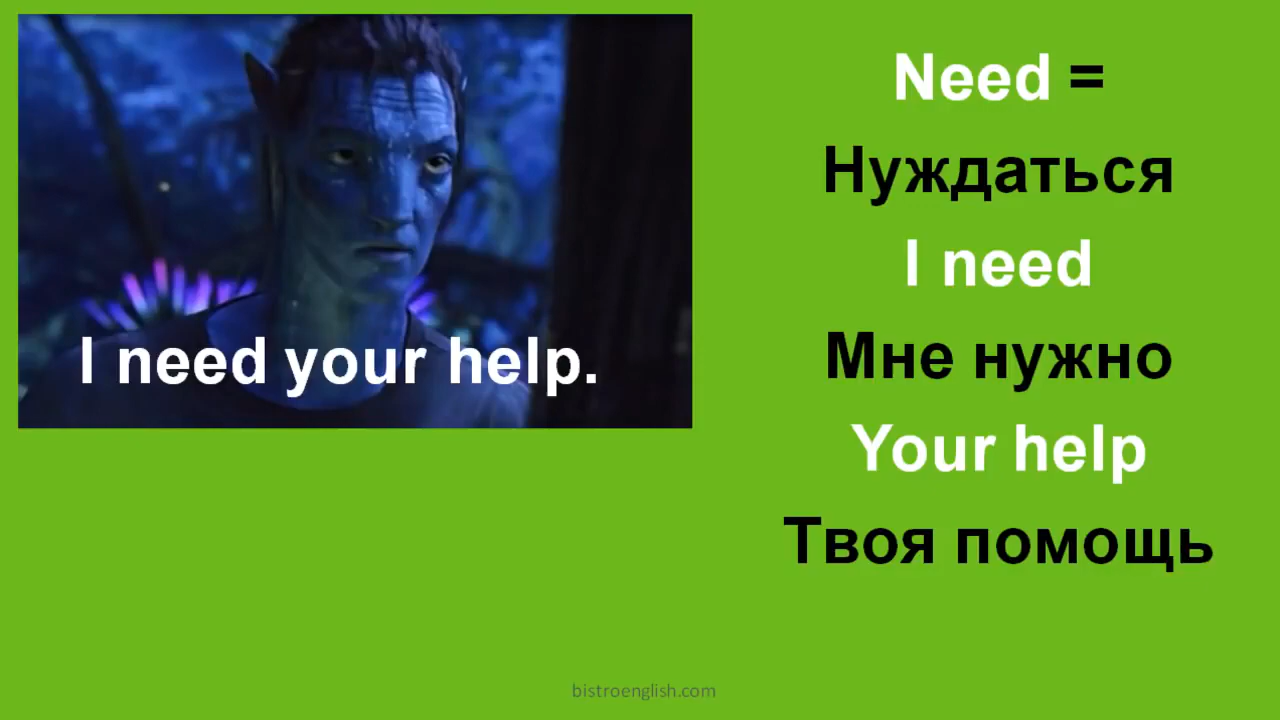 I need your help.
Need =
Нуждаться
I need
Мне нужно
Your help
Твоя помощь
bistroenglish.com